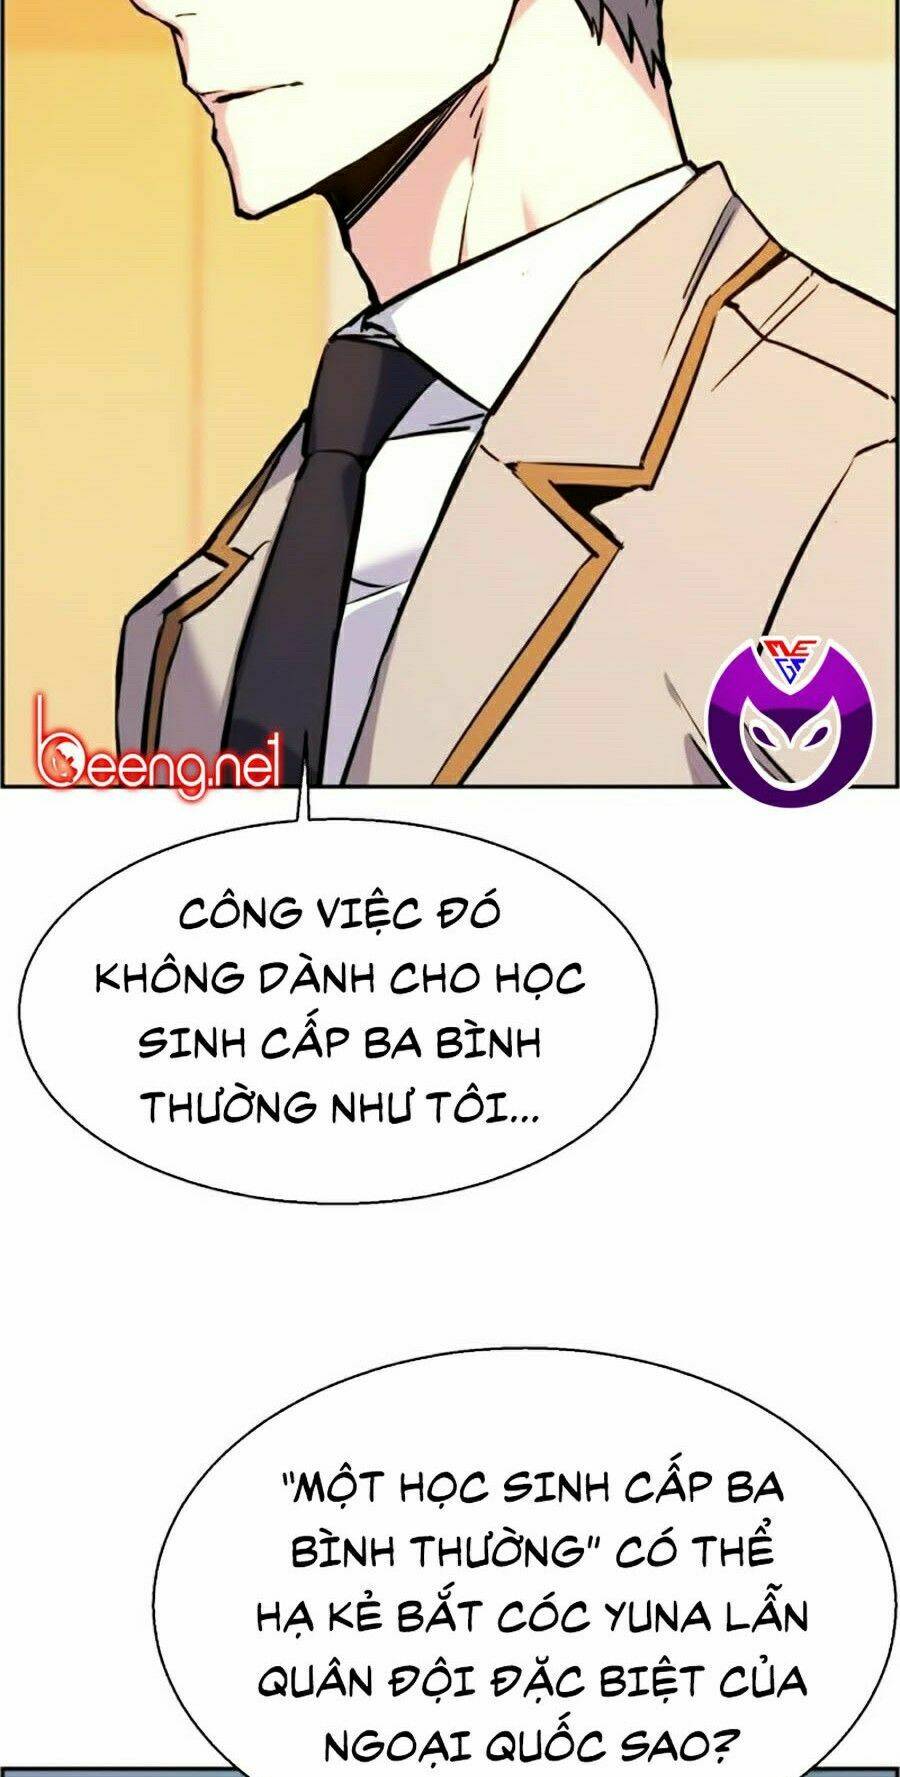 beeng.net
CÔNG VIỆC ĐÓ
KHÔNG DÀNH CHO HỌC
SINH CẤP BA BÌNH
THƯỜNG NHƯ TÔI...
"MỘT HỌC SINH CẤP BA
BÌNH THƯỜNG" CÓ THỂ
HẠ KẺ BẮT CÓC YUNA LẪN
QUÂN ĐỘI ĐẶC BIỆT CỦA
NGOẠI QUỐC SAO?